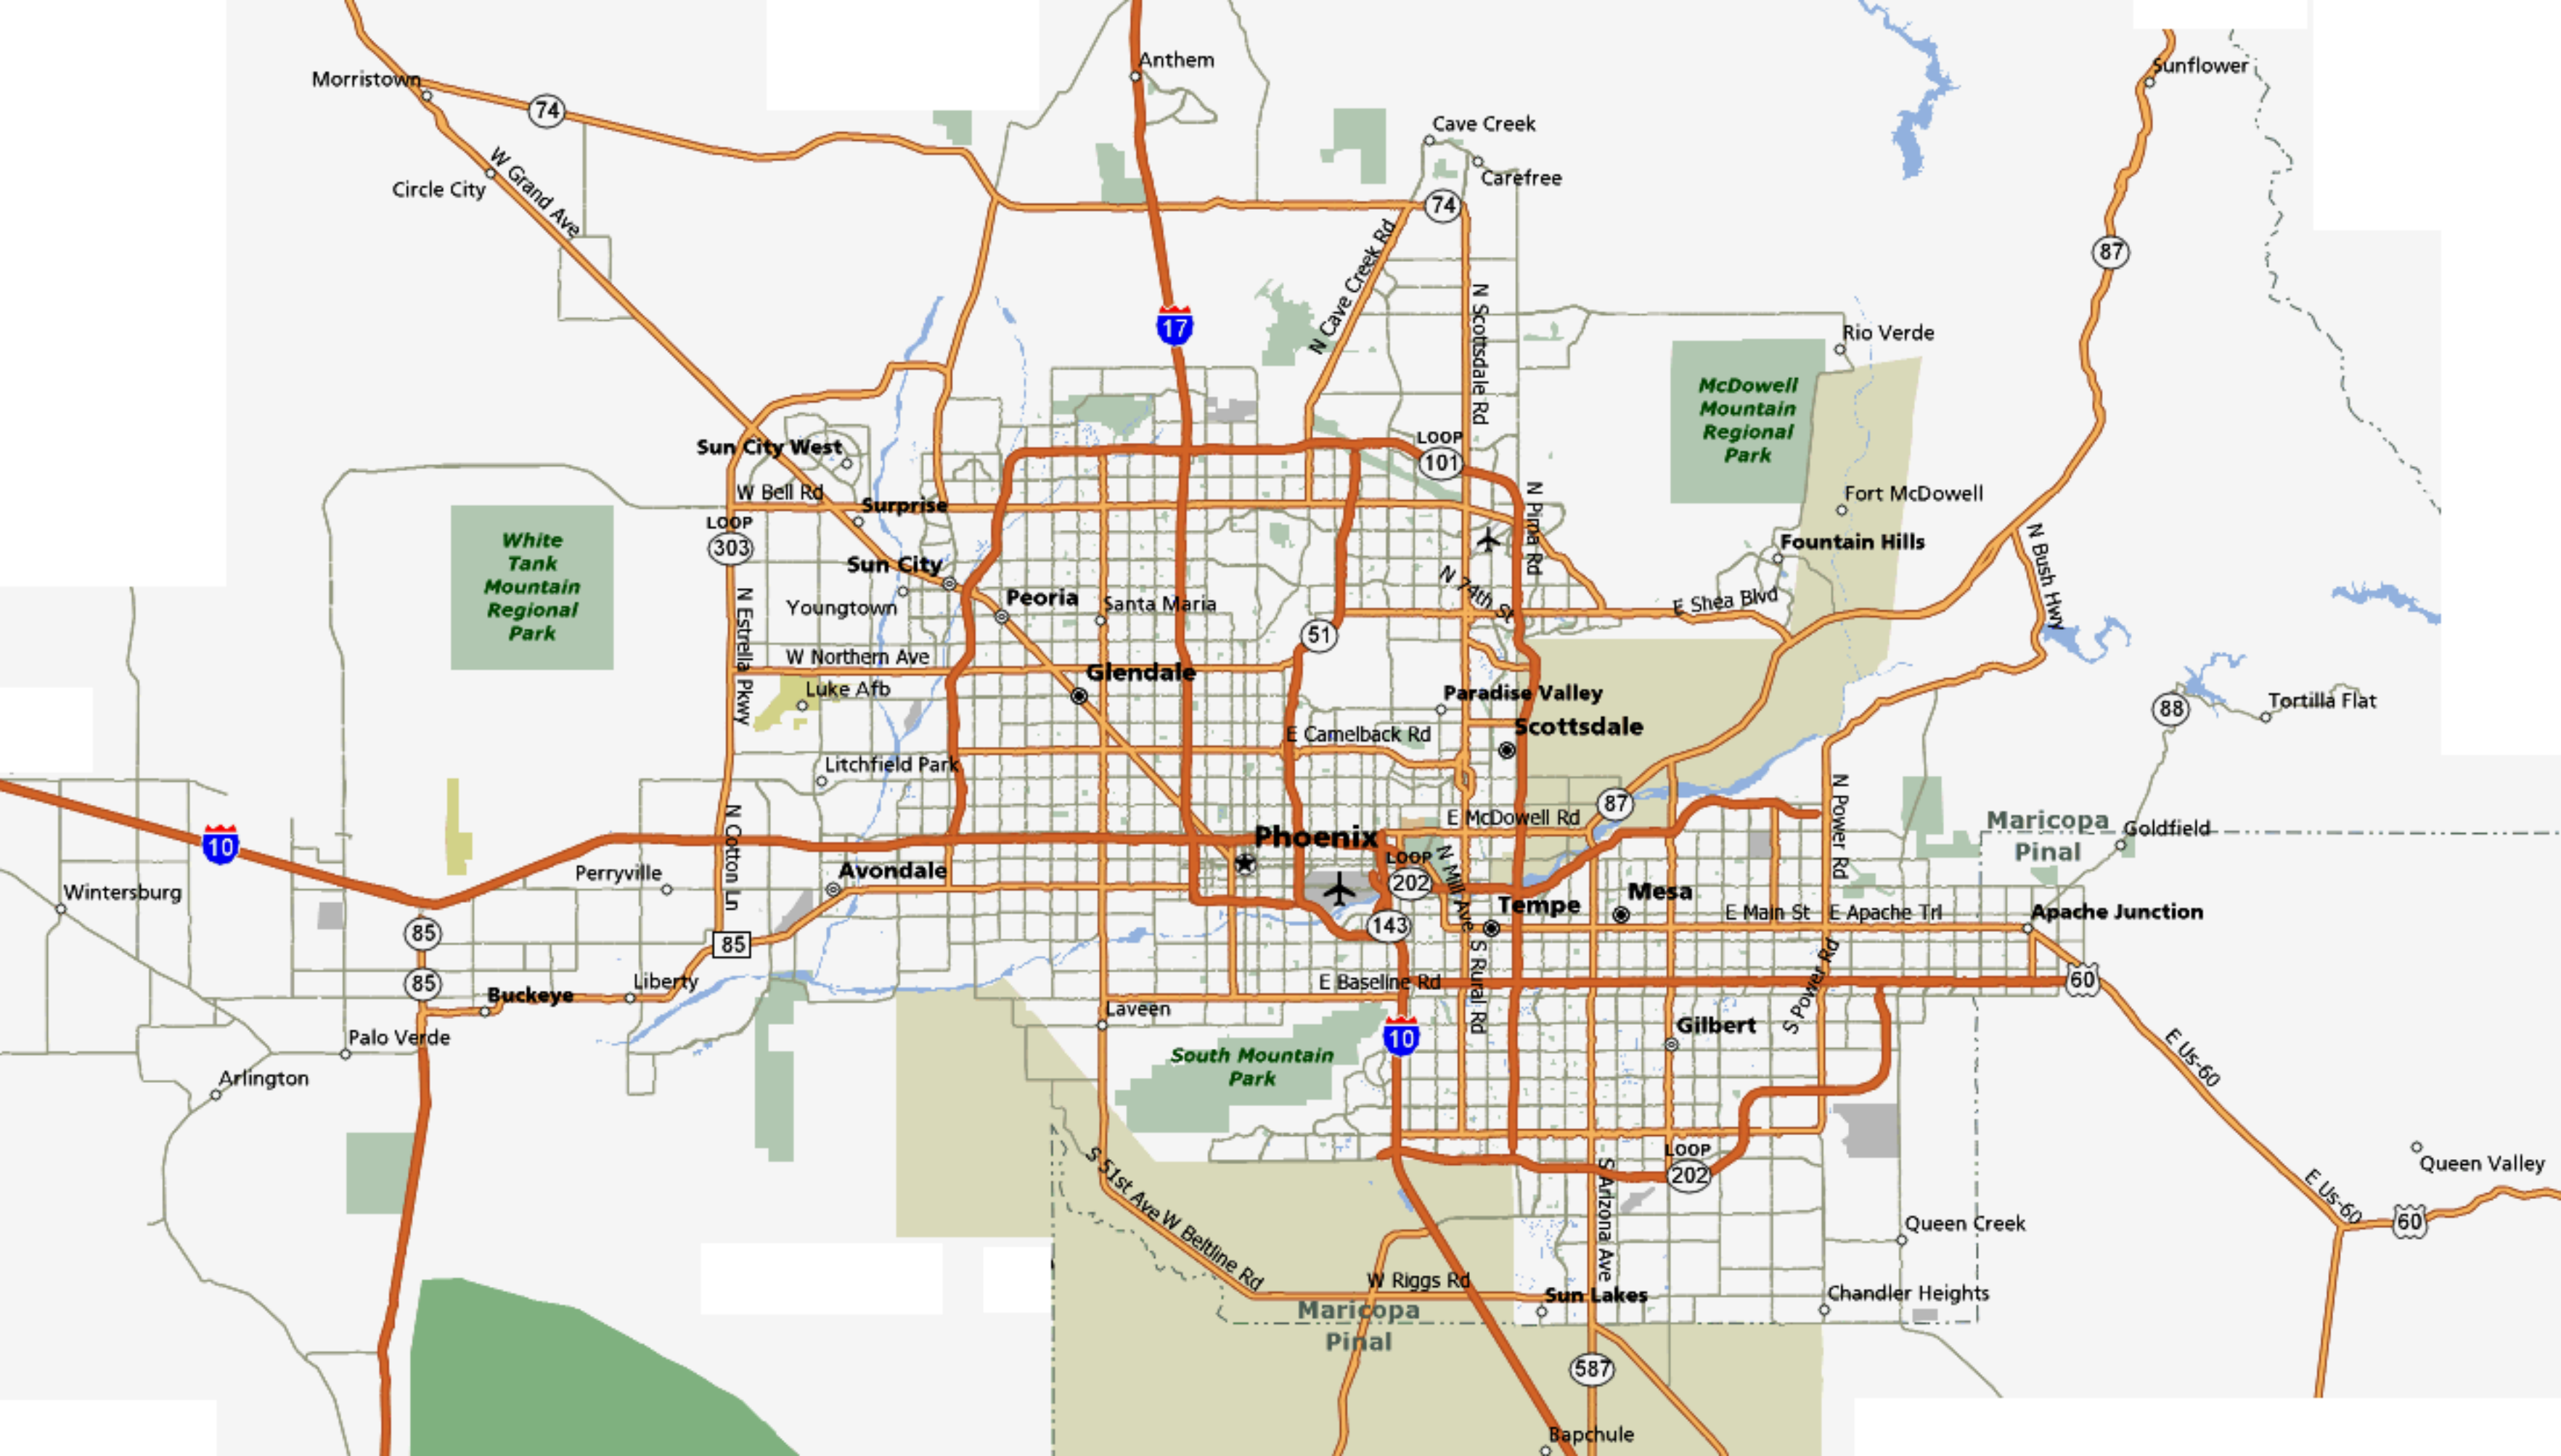 Anthem
Sunflower
Morristown
74
Cave Creek
Carefree
Circle City
W Grand Ave
74
87
N Cave Creek Rd
N Scottsdale Rd
17
Rio Verde
McDowell
Mountain
Regional
Park
LOOP
101
Sun City West
W Bell Rd
Surprise
LOOP
303
N Pima Rd
Fort McDowell
Fountain Hills
N Bush Hwy
White
Tank
Mountain
Regional
Park
Sun City
Youngtown
Peoria
Santa Maria
N 74th St
E Shea Blvd
51
N Estrella Pkwy
W Northern Ave
Glendale
Luke Afb
Paradise Valley
Scottsdale
88
Tortilla Flat
E Camelback Rd
Litchfield Park
N Cotton Ln
87
E McDowell Rd
N Power Rd
Maricopa
Pinal
Goldfield
10
Phoenix
LOOP
202
N Mill Ave
Perryville
Avondale
Wintersburg
Tempe
Mesa
E Main St
E Apache Trl
Apache Junction
143
85
85
85
Buckeye
Liberty
E Baseline Rd
S Rural Rd
S Power Rd
60
Laveen
10
Gilbert
Palo Verde
Arlington
South Mountain
Park
E Us-60
S 51st Ave
W Beltline Rd
LOOP
202
S Arizona Ave
Queen Valley
E Us-60
60
Queen Creek
W Riggs Rd
Sun Lakes
Chandler Heights
Maricopa
Pinal
587
Bapchule